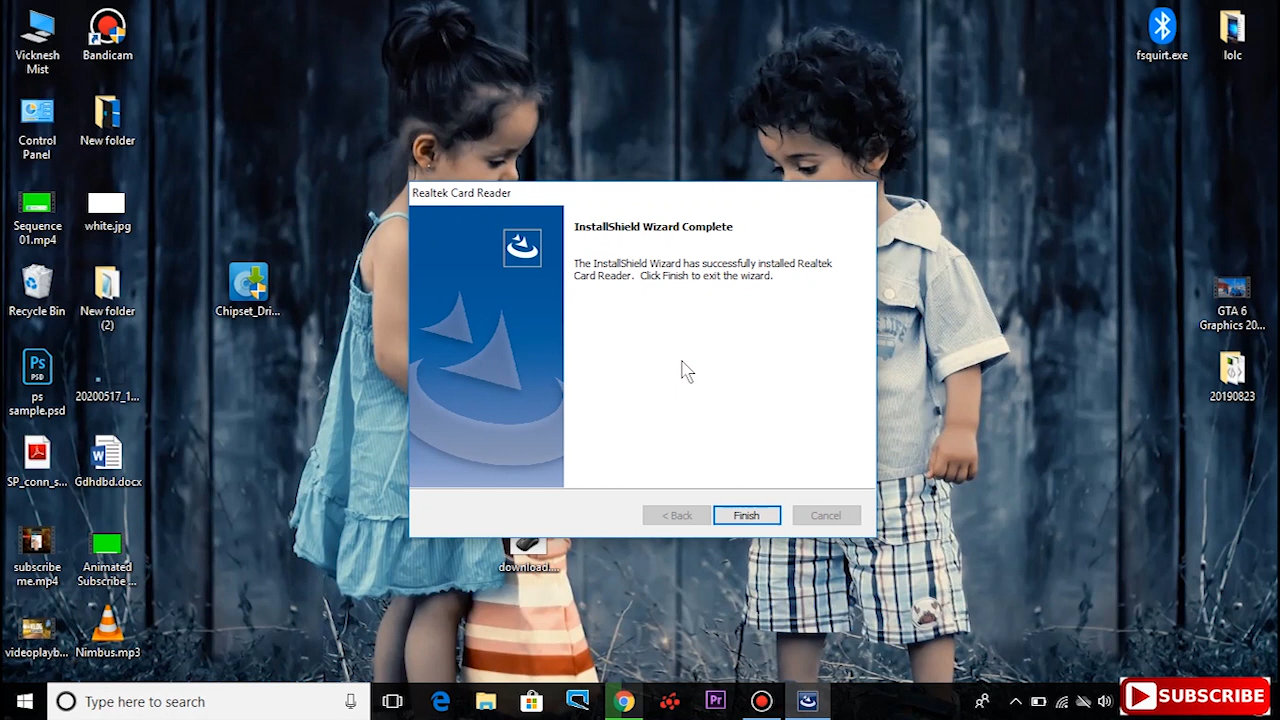 Vicknesh
Mist
Bandicam
Control
Panel
New folder
Sequence
01.mp4
white.jpg
Recycle Bin
New folder
(2)
Chipset_Dri...
Ps
PSD
ps
sample.psd
20200517_1...
SP_conn_s...
Gdhdbd.docx
subscribe
me.mp4
Animated
Subscribe ...
videoplayb...
Nimbus.mp3
fsquirt.exe
lolc
GTA 6
Graphics 20...
20190823
download....
Realtek Card Reader
InstallShield Wizard Complete
The InstallShield Wizard has successfully installed Realtek
Card Reader. Click Finish to exit the wizard.
< Back
Finish
Cancel
Type here to search
Pr
SUBSCRIBE